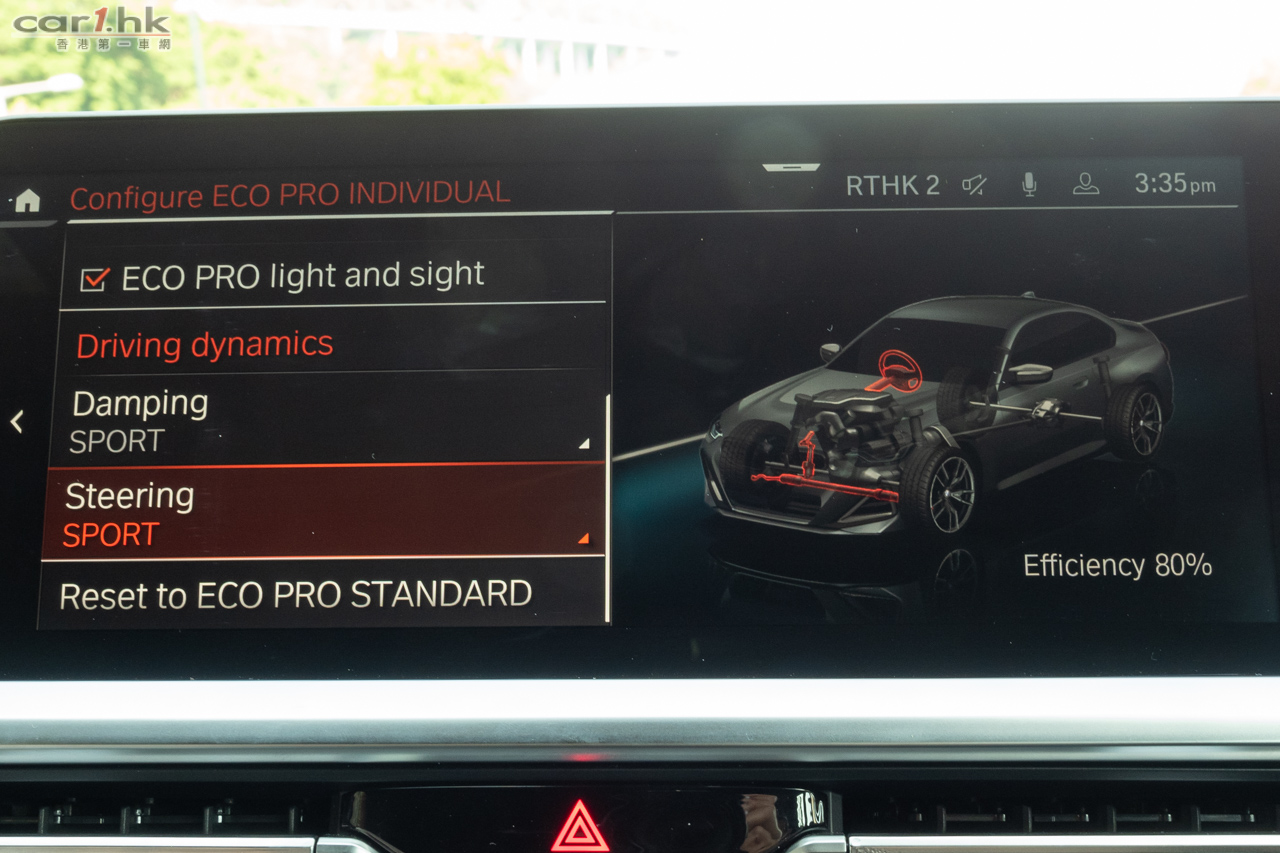 car1.hk
香港第一車網
RTHK 2
3:35pm
Configure ECO PRO INDIVIDUAL
ECO PRO light and sight
Driving dynamics
Damping
SPORT
Steering
SPORT
Reset to ECO PRO STANDARD
Efficiency 80%